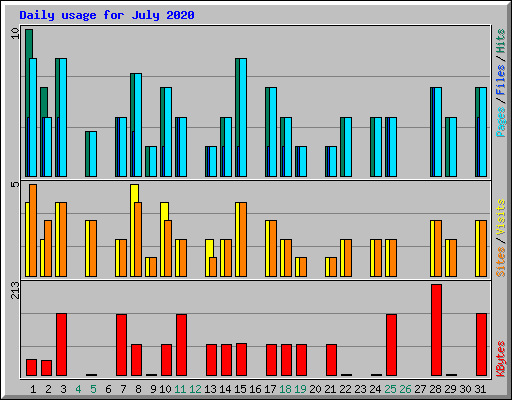 Daily usage for July 2020
10
Pages/Files/Hits
5
Sites/Visits
213
KBytes
1 2 3 4 5 6 7 8 9 10 11 12 13 14 15 16 17 18 19 20 21 22 23 24 25 26 27 28 29 30 31